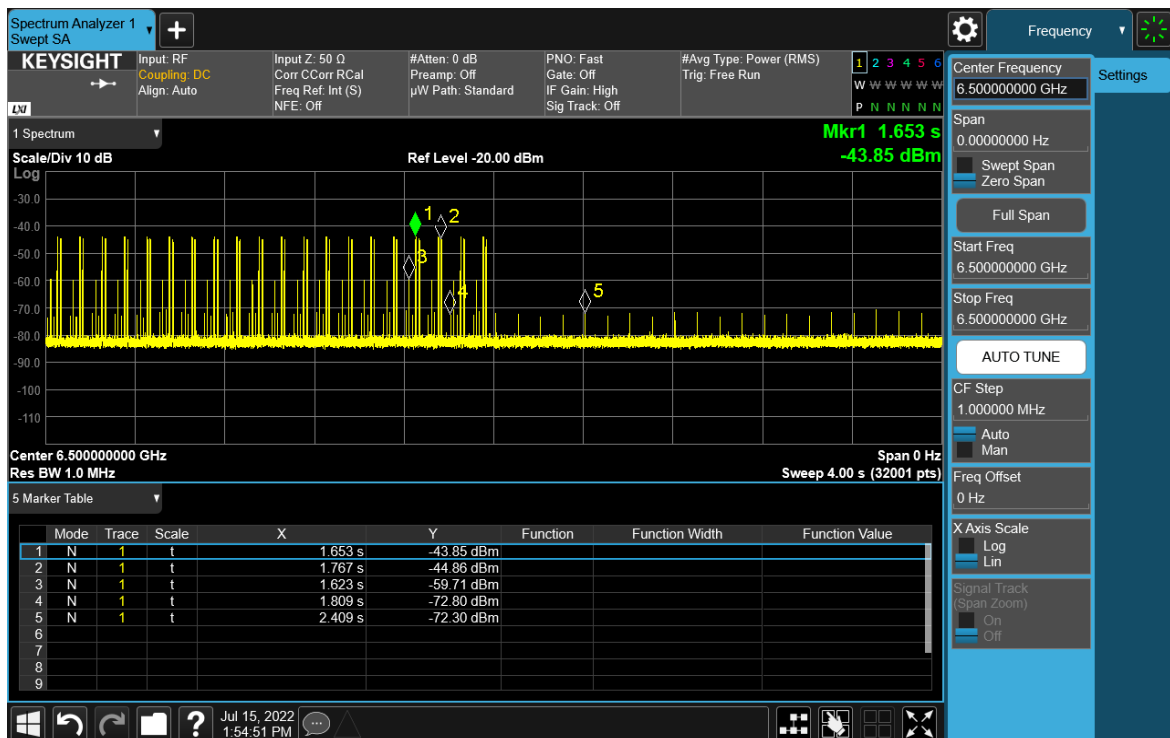 Spectrum Analyzer 1
Swept SA
+
Frequency
KEYSIGHT
LXI
Input: RF
Coupling: DC
Align: Auto
Input Z: 50 Ω
Corr CCorr RCal
Freq Ref: Int (S)
NFE: Off
#Atten: 0 dB
Preamp: Off
µW Path: Standard
PNO: Fast
Gate: Off
IF Gain: High
Sig Track: Off
#Avg Type: Power (RMS)
Trig: Free Run
1 2 3 4 5 6
W W W W W W
P N N N N N
1 Spectrum
Scale/Div 10 dB
Log
Ref Level -20.00 dBm
Mkr1 1.653 s
-43.85 dBm
-30.0
-40.0
-50.0
-60.0
-70.0
-80.0
-90.0
-100
-110
1
2
3
4
5
Center 6.500000000 GHz
Res BW 1.0 MHz
Span 0 Hz
Sweep 4.00 s (32001 pts)
5 Marker Table
Mode Trace Scale X Y Function Function Width Function Value
1 N 1 t 1.653 s -43.85 dBm
2 N 1 t 1.767 s -44.86 dBm
3 N 1 t 1.623 s -59.71 dBm
4 N 1 t 1.809 s -72.80 dBm
5 N 1 t 2.409 s -72.30 dBm
6
7
8
9
Center Frequency
6.500000000 GHz
Settings
Span
0.00000000 Hz
Swept Span
Zero Span
Full Span
Start Freq
6.500000000 GHz
Stop Freq
6.500000000 GHz
AUTO TUNE
CF Step
1.000000 MHz
Auto
Man
Freq Offset
0 Hz
X Axis Scale
Log
Lin
Signal Track
(Span Zoom)
On
Off
?
Jul 15, 2022
1:54:51 PM